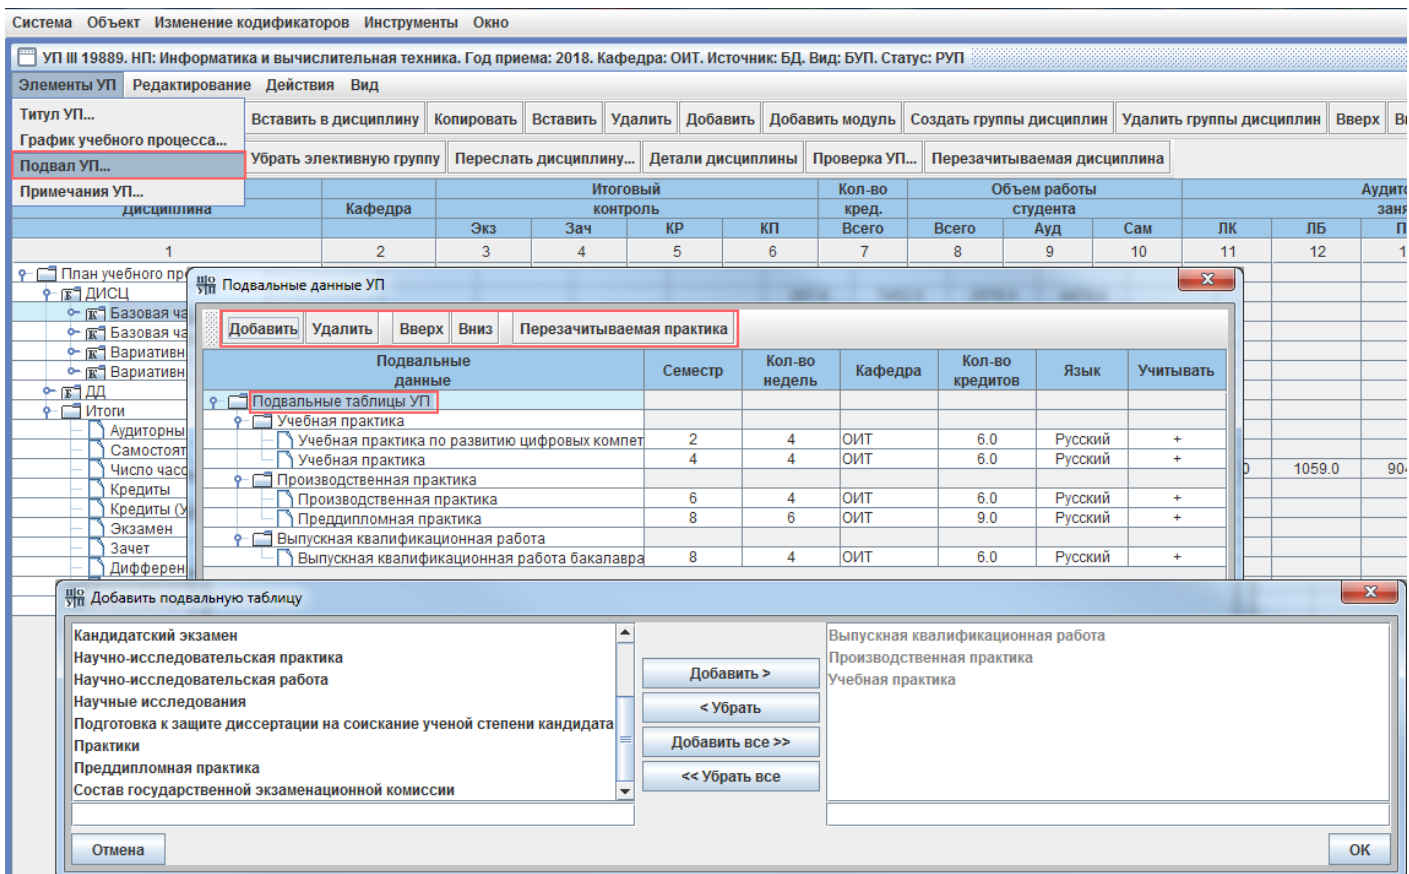 Система Объект Изменение кодификаторов Инструменты Окно
УП III 19889. НП: Информатика и вычислительная техника. Год приема: 2018. Кафедра: ОИТ. Источник: БД. Вид: БУП. Статус: РУП
Элементы УП Редактирование Действия Вид
Титул УП...
График учебного процесса...
Подвал УП...
Примечания УП...
Вставить в дисциплину Копировать Вставить Удалить Добавить Добавить модуль Создать группы дисциплин Удалить группы дисциплин Вверх
Убрать элективную группу Переслать дисциплину... Детали дисциплины Проверка УП... Перезачитываемая дисциплина
Итоговый Кол-во Объем работы
Дисциплина Кафедра контроль кред. студента
Экз Зач КР КП Всего Всего Ауд Сам ЛК ЛБ
1 2 3 4 5 6 7 8 9 10 11 12
План учебного
ДИСЦ
Базовая
Базовая
ДД
Итоги
Кредиты
Кредиты
Экзамен
Зачет
1059.0
Подвальные данные УП
Добавить Удалить Вверх Вниз Перезачитываемая практика
Подвальные Кол-во Кол-во
данные Семестр недель Кафедра кредитов Язык Учитывать
Подвальные таблицы УП
Учебная практика
Учебная практика по развитию цифровых компет 2 4 ОИТ 6.0 Русский +
Учебная практика 4 4 ОИТ 6.0 Русский +
Производственная практика
Производственная практика 6 4 ОИТ 6.0 Русский +
Преддипломная практика 8 6 ОИТ 9.0 Русский +
Выпускная квалификационная работа
Выпускная квалификационная работа бакалавра 8 4 ОИТ 6.0 Русский +
Добавить подвальную таблицу
Кандидатский экзамен
Научно-исследовательская практика
Научно-исследовательская работа
Научные исследования
Подготовка к защите диссертации на соискание ученой степени кандидата
Практики
Преддипломная практика
Состав государственной экзаменационной комиссии
Добавить >
< Убрать
Добавить все >>
<< Убрать все
Выпускная квалификационная работа
Производственная практика
Учебная практика
Отмена OK